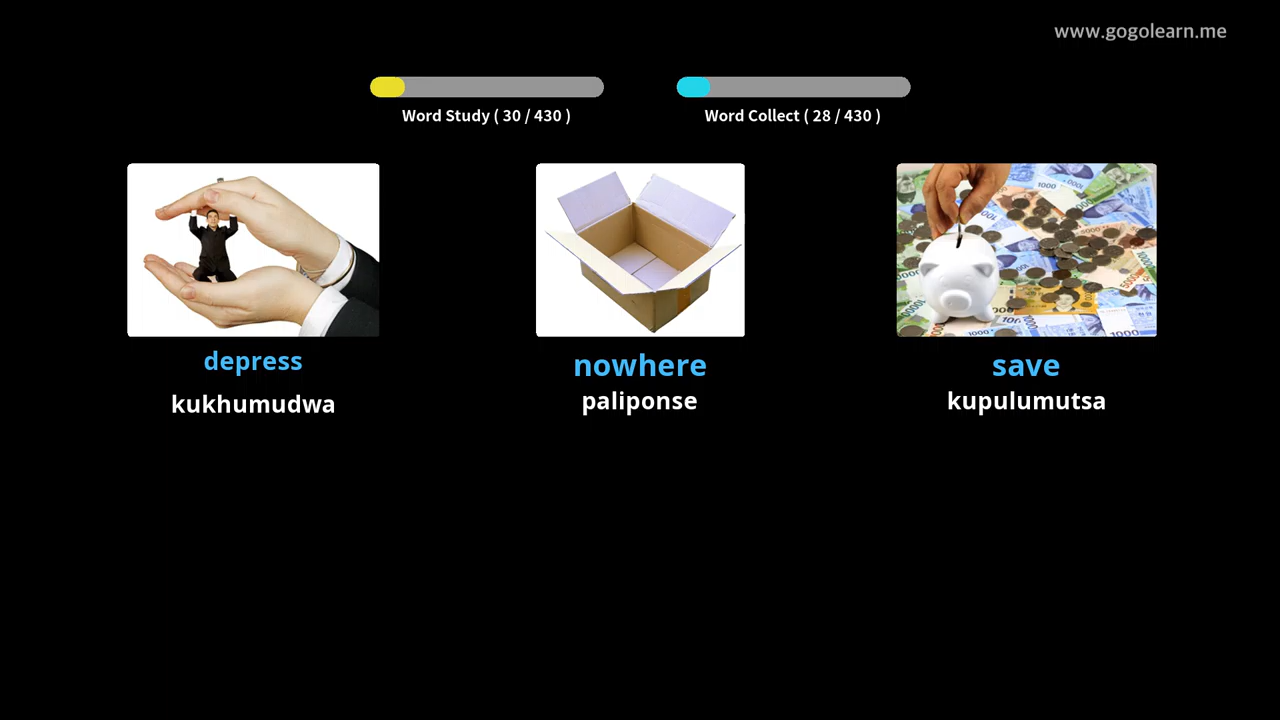 www.gogolearn.me
Word Study ( 30 / 430 )
Word Collect ( 28 / 430 )
depress
kukhumudwa
nowhere
paliponse
save
kupulumutsa